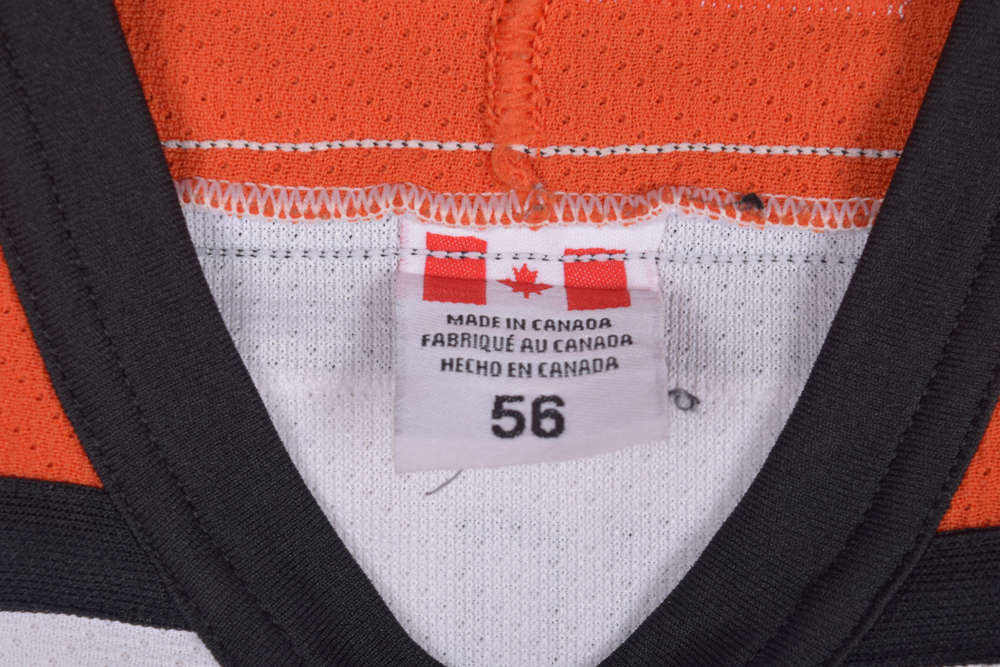 MADE IN CANADA
FABRIQUÉ AU CANADA
HECHO EN CANADA
56